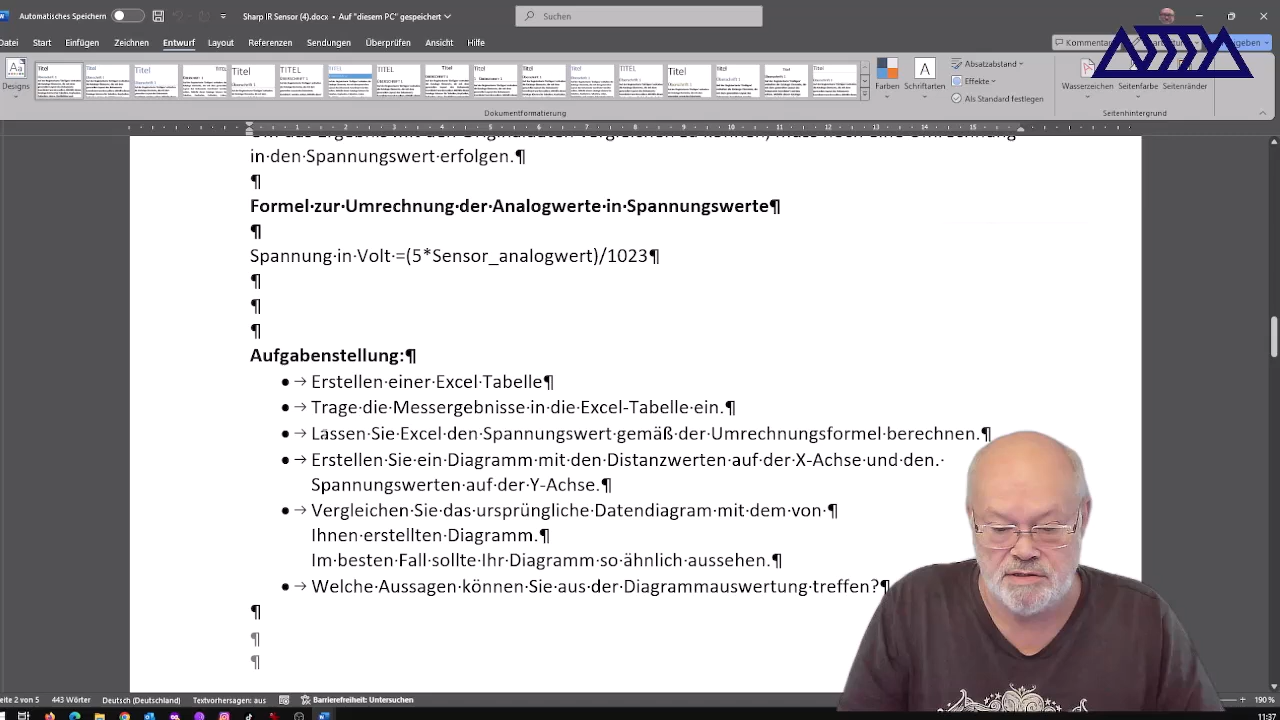 Automatisches Speichern
Sharp IR Sensor (4).docx • Auf "diesem PC" gespeichert
Suchen
Start Einfügen Zeichnen Entwurf Layout Referenzen Sendungen Überprüfen Ansicht Hilfe
Kommentare
Absatzabstand
Effekte
Als Standard festlegen
Farben Schriftarten
Wasserzeichen Seitenfarbe Seitenränder
Dokumentformatierung Seitenhintergrund
in den Spannungswert erfolgen.¶
¶
Formel zur Umrechnung der Analogwerte in Spannungswerte¶
¶
Spannung in Volt =(5*Sensor_analogwert)/1023¶
¶
¶
¶
Aufgabenstellung:¶
• → Erstellen einer Excel Tabelle¶
• → Trage die Messergebnisse in die Excel-Tabelle ein.¶
• → Lassen Sie Excel den Spannungswert gemäß der Umrechnungsformel berechnen.¶
• → Erstellen Sie ein Diagramm mit den Distanzwerten auf der X-Achse und den.
Spannungswerten auf der Y-Achse.¶
• → Vergleichen Sie das ursprüngliche Datendiagram mit dem von ¶
Ihnen erstellten Diagramm.¶
Im besten Fall sollte Ihr Diagramm so ähnlich aussehen.¶
• → Welche Aussagen können Sie aus der Diagrammauswertung treffen?¶
¶
¶
¶
2 von 5 443 Wörter Deutsch (Deutschland) Textvorhersagen: aus Barrierefreiheit: Untersuchen
190 %